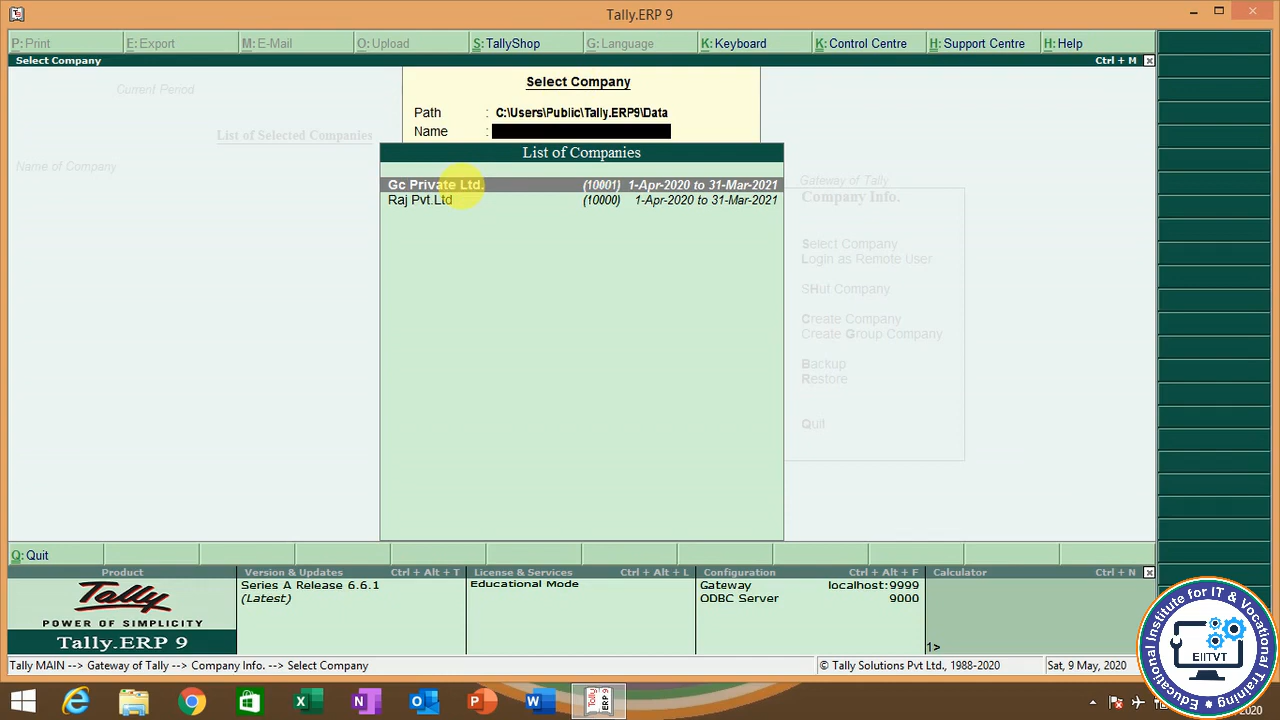 Tally.ERP 9
P: Print E: Export M: E-Mail O: Upload S: TallyShop G: Language K: Keyboard K: Control Centre H: Support Centre H: Help
Select Company Ctrl + M
Current Period
List of Selected Companies
Name of Company
Select Company
Path : C:\Users\Public\Tally.ERP9\Data
Name :
List of Companies
Gc Private Ltd. (10001) 1-Apr-2020 to 31-Mar-2021
Raj Pvt.Ltd (10000) 1-Apr-2020 to 31-Mar-2021
Gateway of Tally
Company Info.
Select Company
Login as Remote User
SHut Company
Create Company
Create Group Company
Backup
Restore
Quit
Q: Quit
Product
Tally
POWER OF SIMPLICITY
Tally.ERP 9
Version & Updates Ctrl + Alt + T
Series A Release 6.6.1
(Latest)
License & Services Ctrl + Alt + L
Educational Mode
Configuration Ctrl + Alt + F
Gateway localhost:9999
ODBC Server 9000
Calculator Ctrl + N
1>
Tally MAIN --> Gateway of Tally --> Company Info. --> Select Company
© Tally Solutions Pvt Ltd., 1988-2020
Sat, 9 May, 2020
Educational Institute for IT & Vocational Training
EIITVT